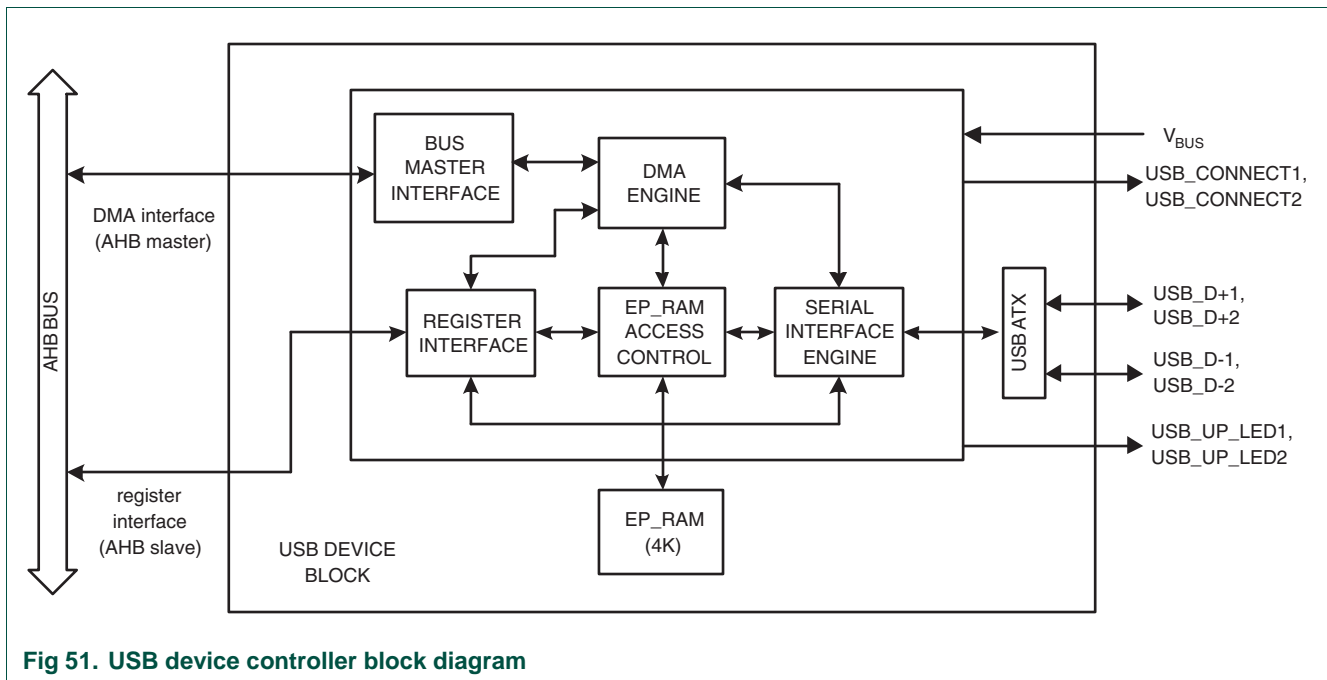 BUS
MASTER
INTERFACE
DMA
ENGINE
V_BUS
USB_CONNECT1,
USB_CONNECT2
DMA interface
(AHB master)
AHB BUS
REGISTER
INTERFACE
EP_RAM
ACCESS
CONTROL
SERIAL
INTERFACE
ENGINE
USB ATX
USB_D+1,
USB_D+2
USB_D-1,
USB_D-2
USB_UP_LED1,
USB_UP_LED2
register
interface
(AHB slave)
USB DEVICE
BLOCK
EP_RAM
(4K)
Fig 51. USB device controller block diagram